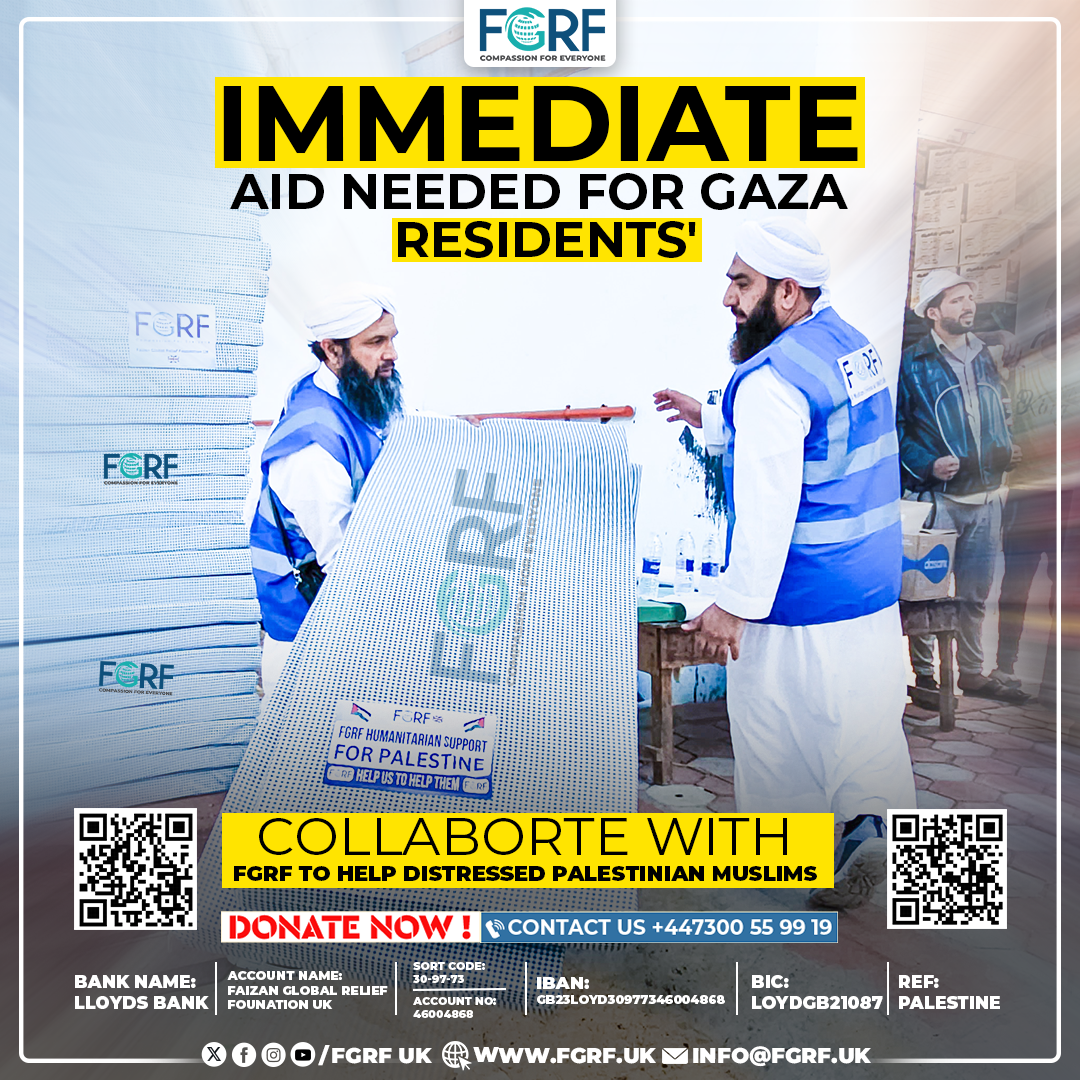 FGRF
COMPASSION FOR EVERYONE
IMMEDIATE
AID NEEDED FOR GAZA
RESIDENTS'
FGRF
FGRF
FGRF
COMPASSION FOR EVERYONE
FGRF
FGRF
COMPASSION FOR EVERYONE
FGRF
FGRF HUMANITARIAN SUPPORT
FOR PALESTINE
FGRF HELP US TO HELP THEM FGRF
COLLABORTE WITH
FGRF TO HELP DISTRESSED PALESTINIAN MUSLIMS
DONATE NOW ! CONTACT US +447300 55 99 19
BANK NAME:
LLOYDS BANK
ACCOUNT NAME:
FAIZAN GLOBAL RELIEF
FOUNATION UK
SORT CODE:
30-97-73
ACCOUNT NO:
46004868
IBAN:
GB23LOYD30977346004868
BIC:
LOYDGB21087
REF:
PALESTINE
/FGRF UK WWW.FGRF.UK INFO@FGRF.UK